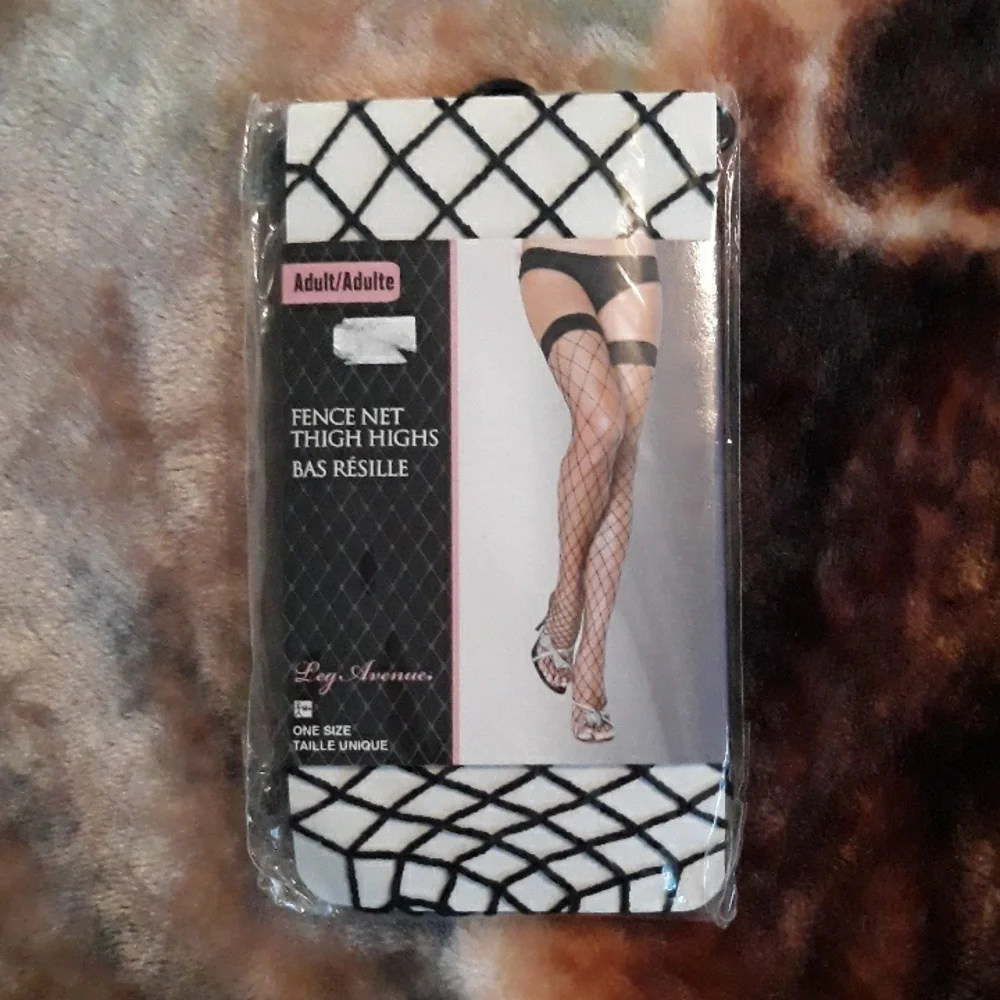 Adult/Adulte
FENCE NET
THIGH HIGHS
BAS RÉSILLE
Leg Avenue.
ONE SIZE
TAILLE UNIQUE